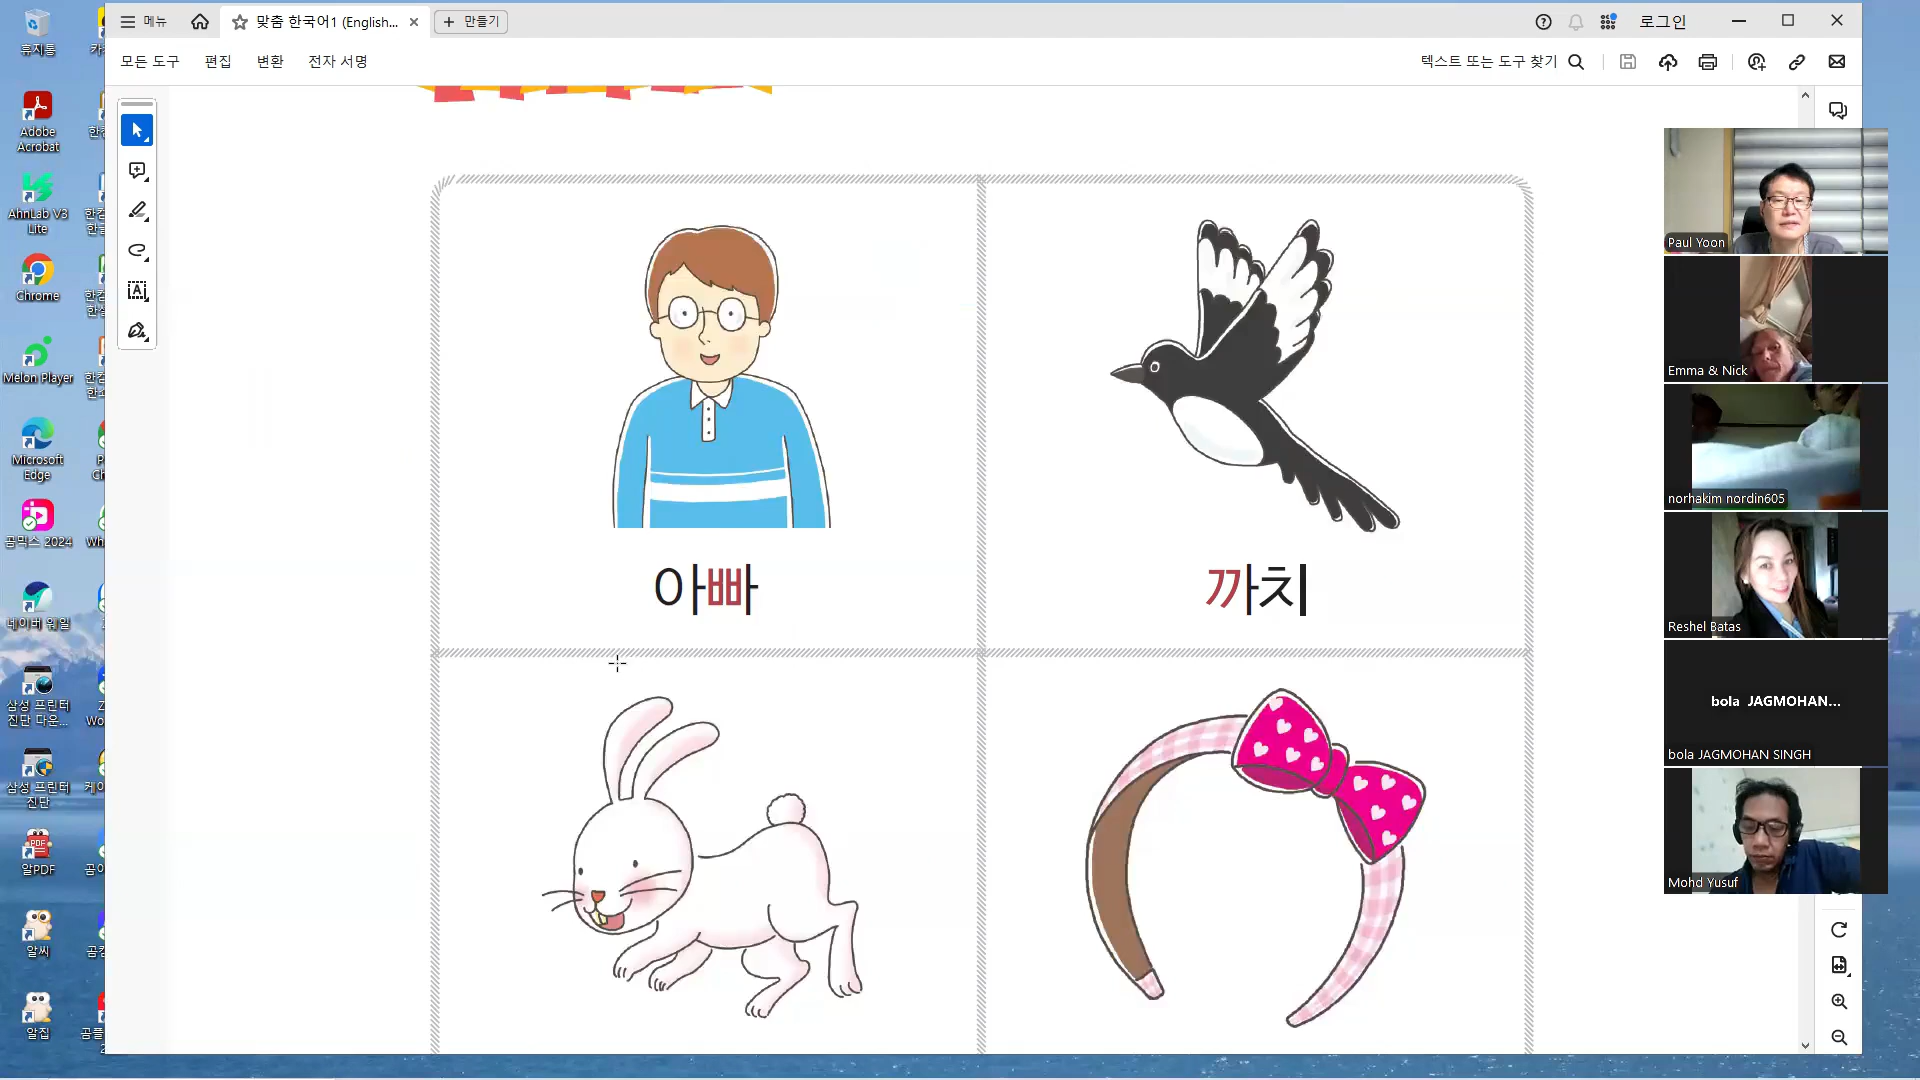 메뉴
맞춤 한국어1 (English...
만들기
로그인
모든 도구
편집
변환
전자 서명
텍스트 또는 도구 찾기
휴지통
Adobe
Acrobat
AhnLab V3
Lite
Chrome
Melon Player
Microsoft
Edge
곰믹스 2024
네이버 웨일
삼성 프린터
진단 다운...
삼성 프린터
진단
알PDF
알씨
알집
아빠
까치
Paul Yoon
Emma & Nick
norhakim nordin605
Reshel Batas
bola JAGMOHAN...
bola JAGMOHAN SINGH
Mohd Yusuf